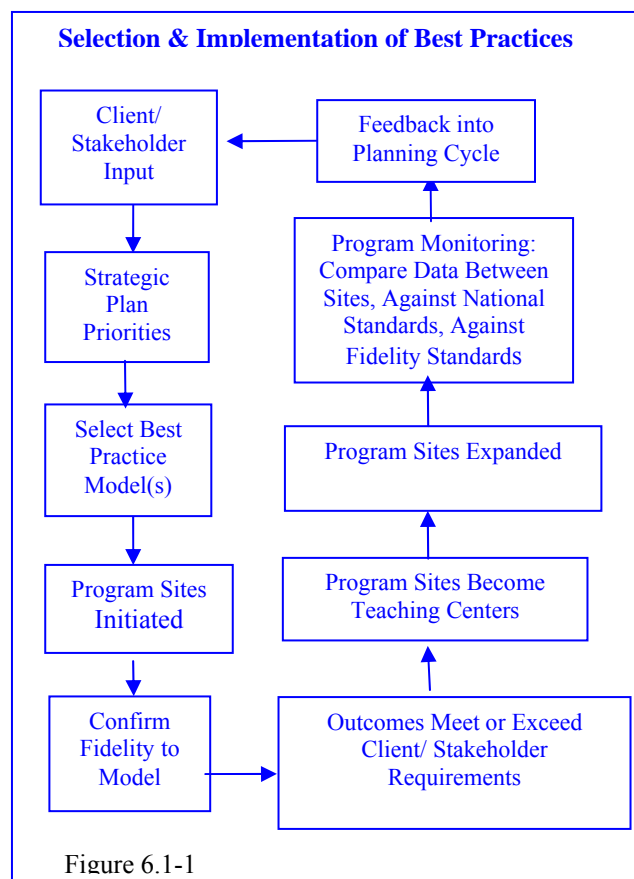 Selection & Implementation of Best Practices
Client/
Stakeholder
Input
Strategic
Plan
Priorities
Select Best
Practice
Model(s)
Program Sites
Initiated
Confirm
Fidelity to
Model
Outcomes Meet or Exceed
Client/ Stakeholder
Requirements
Program Sites Become
Teaching Centers
Program Sites Expanded
Program Monitoring:
Compare Data Between
Sites, Against National
Standards, Against
Fidelity Standards
Feedback into
Planning Cycle
Figure 6.1-1